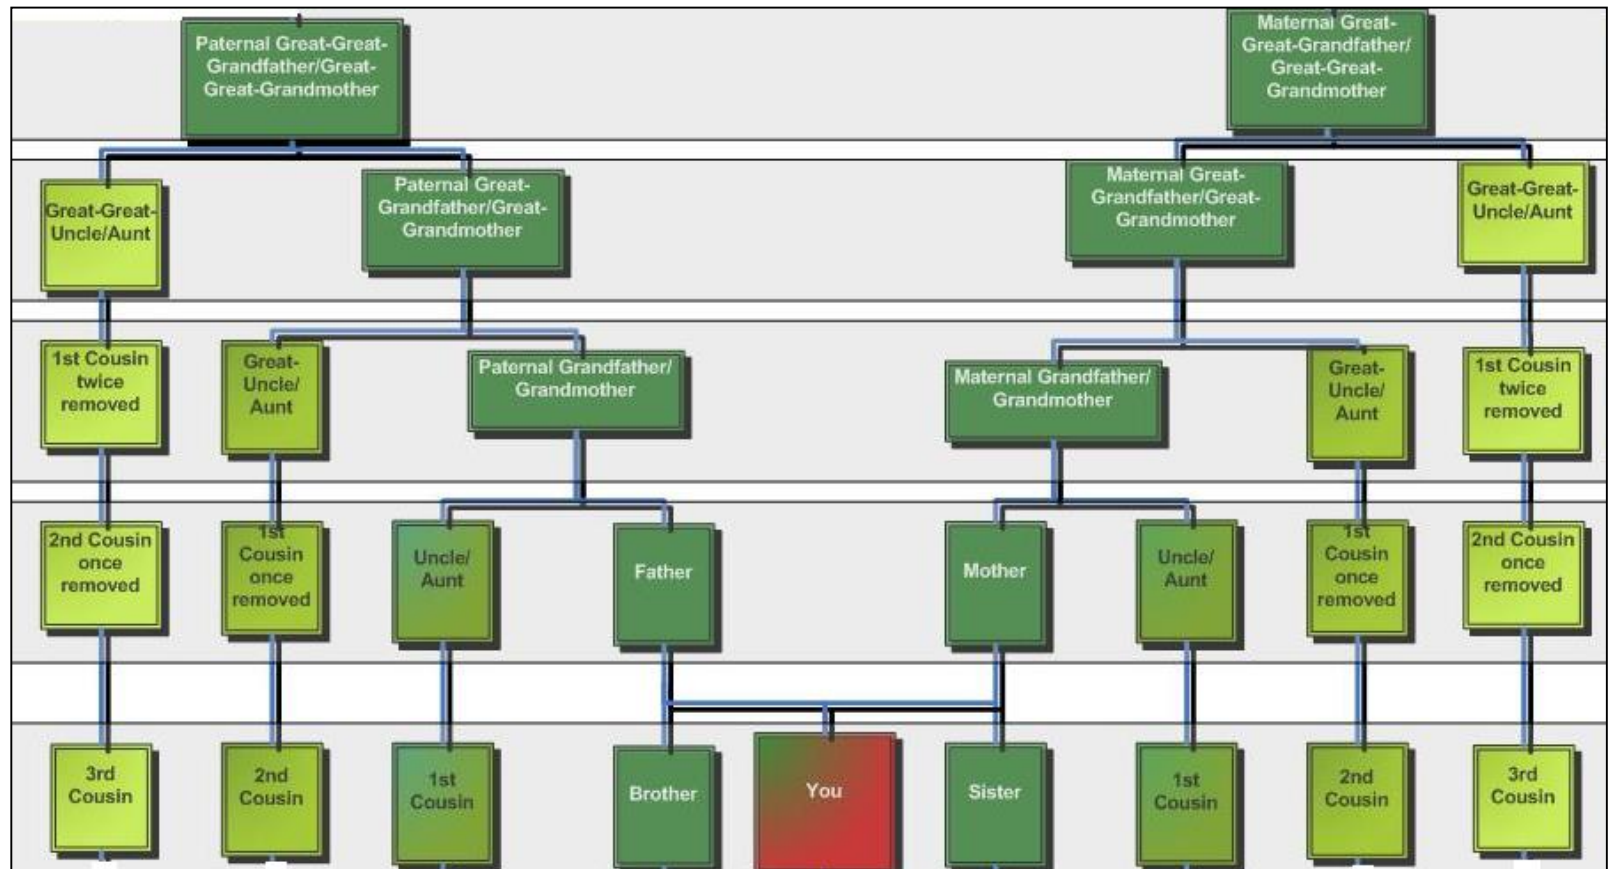 Paternal Great-Great-
Grandfather/Great-
Great-Grandmother
Maternal Great-
Great-Grandfather/
Great-Great-
Grandmother
Great-Great-
Uncle/Aunt
Paternal Great-
Grandfather/Great-
Grandmother
Maternal Great-
Grandfather/Great-
Grandmother
Great-Great-
Uncle/Aunt
1st Cousin
twice
removed
Great-
Uncle/
Aunt
Paternal Grandfather/
Grandmother
Maternal Grandfather/
Grandmother
Great-
Uncle/
Aunt
1st Cousin
twice
removed
2nd Cousin
once
removed
1st
Cousin
once
removed
Uncle/
Aunt
Father
Mother
Uncle/
Aunt
1st
Cousin
once
removed
2nd Cousin
once
removed
3rd
Cousin
2nd
Cousin
1st
Cousin
Brother
You
Sister
1st
Cousin
2nd
Cousin
3rd
Cousin